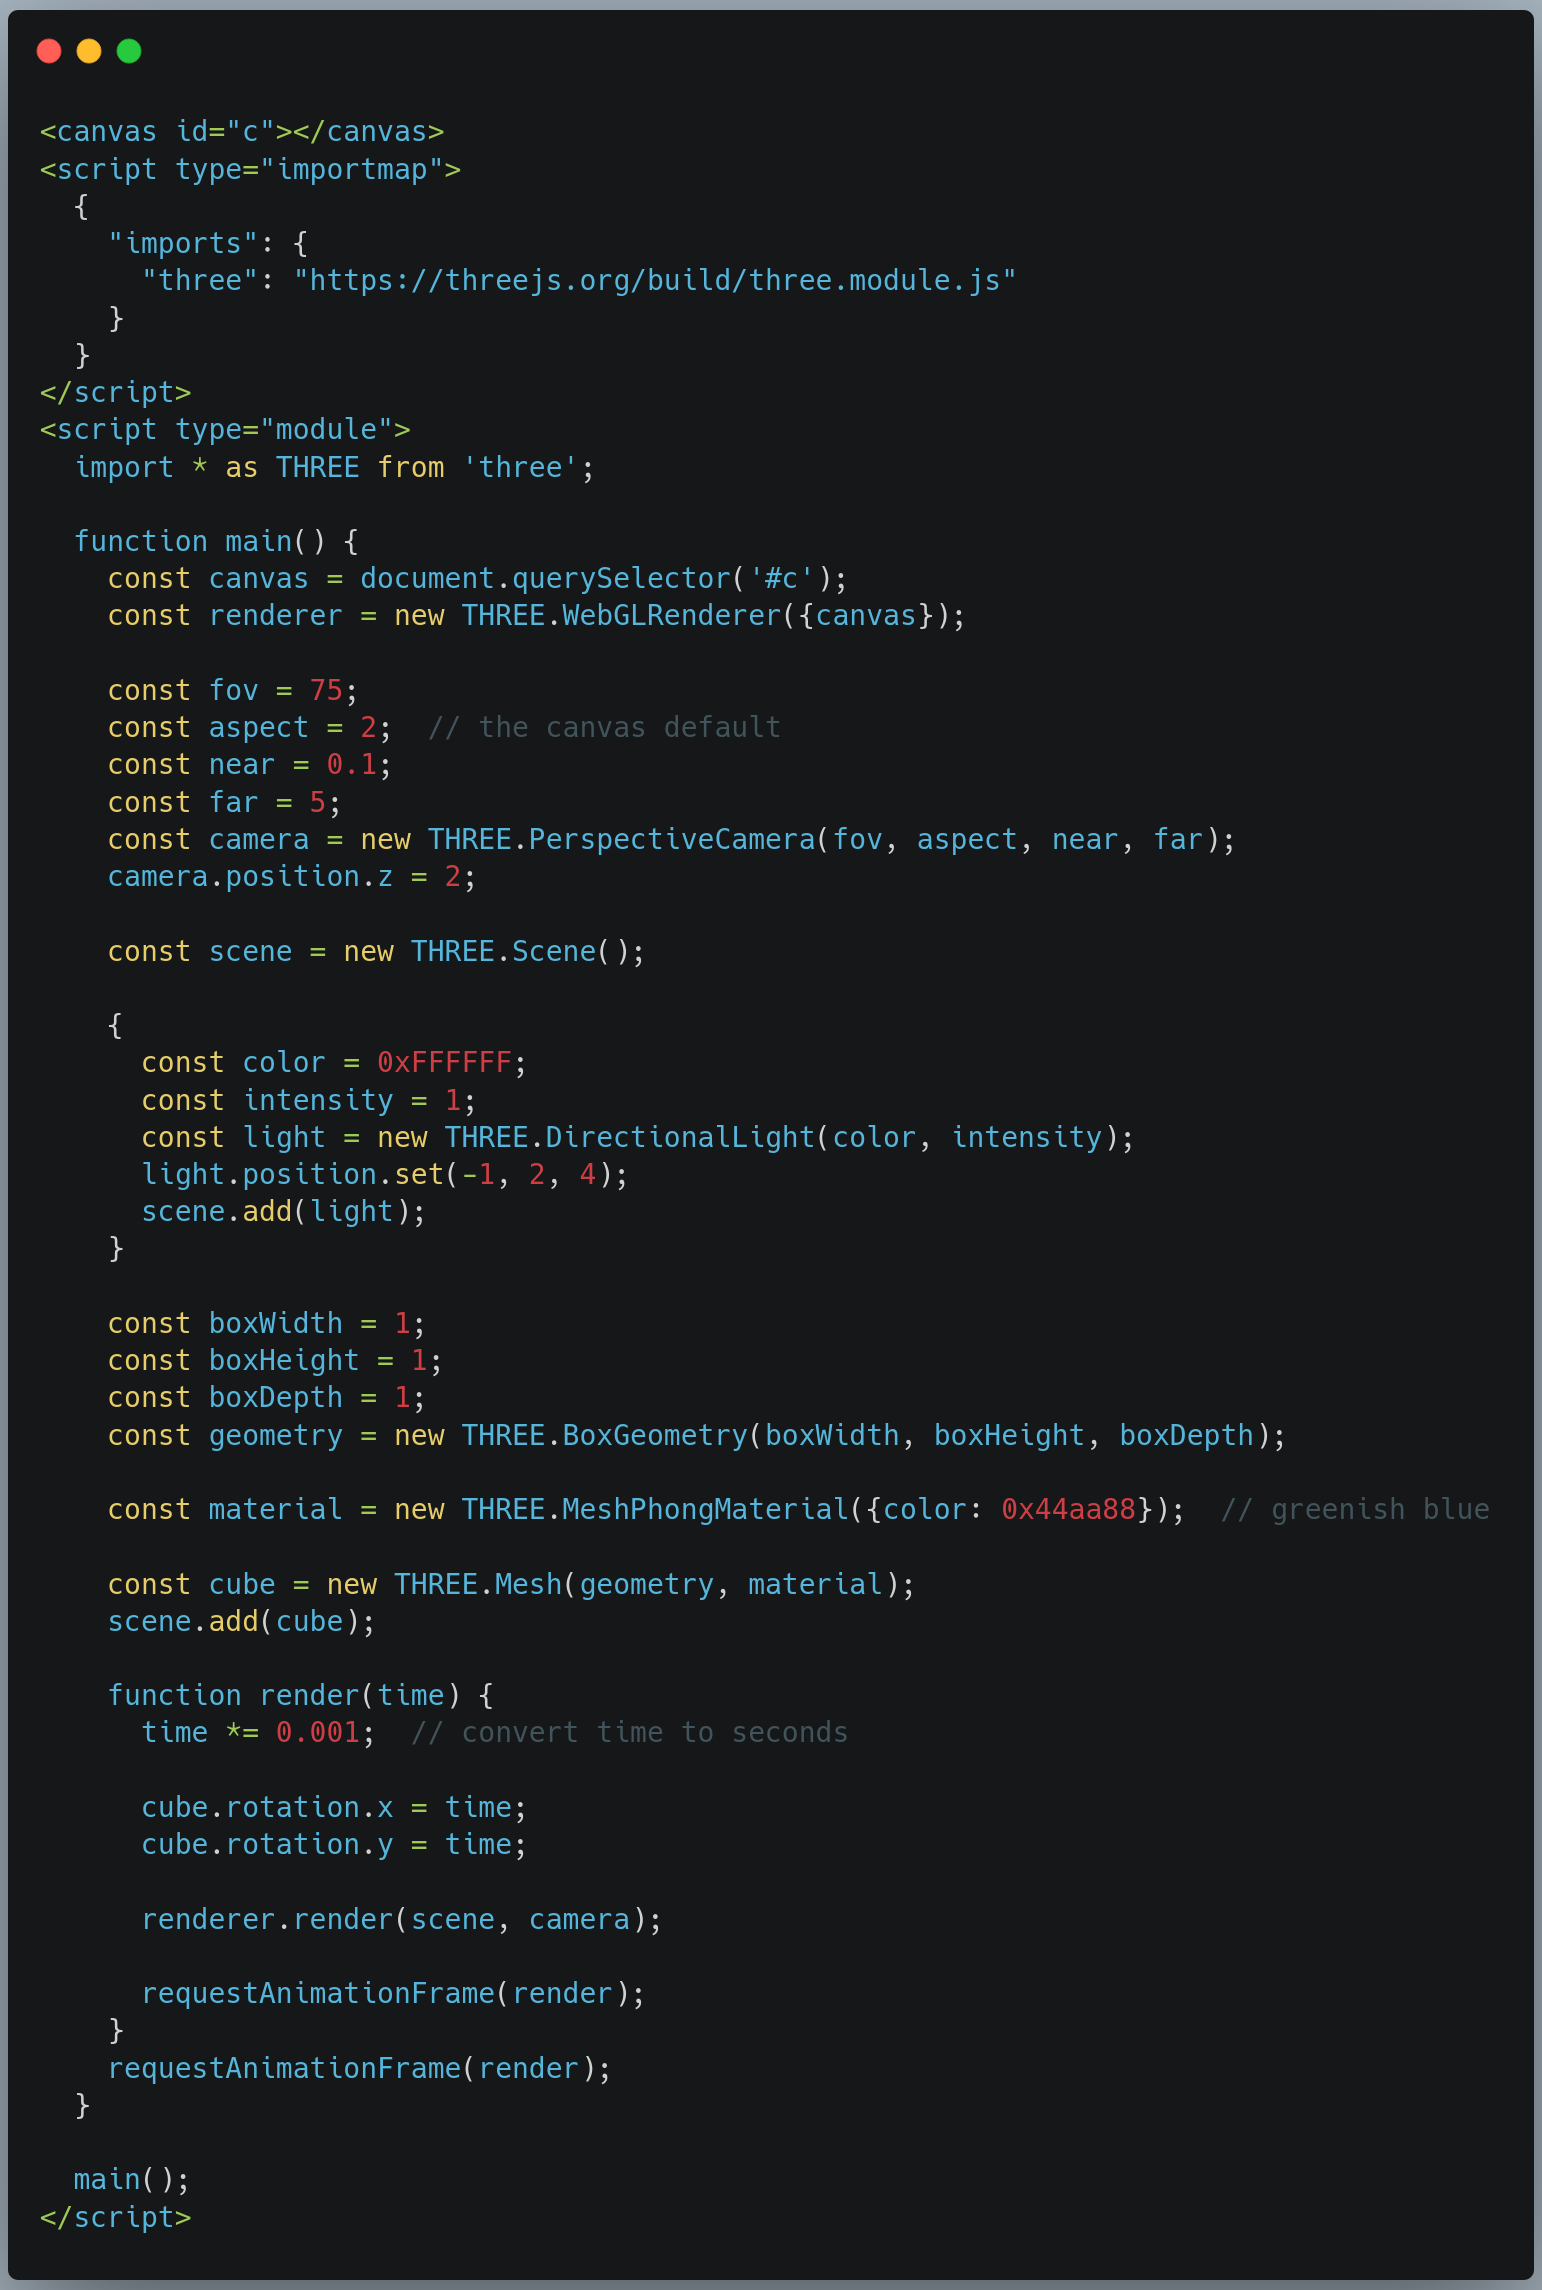 <canvas id="c"></canvas>
<script type="importmap">
  {
    "imports": {
      "three": "https://threejs.org/build/three.module.js"
    }
  }
</script>
<script type="module">
  import * as THREE from 'three';

  function main() {
    const canvas = document.querySelector('#c');
    const renderer = new THREE.WebGLRenderer({canvas});

    const fov = 75;
    const aspect = 2;  // the canvas default
    const near = 0.1;
    const far = 5;
    const camera = new THREE.PerspectiveCamera(fov, aspect, near, far);
    camera.position.z = 2;

    const scene = new THREE.Scene();

    {
      const color = 0xFFFFFF;
      const intensity = 1;
      const light = new THREE.DirectionalLight(color, intensity);
      light.position.set(-1, 2, 4);
      scene.add(light);
    }

    const boxWidth = 1;
    const boxHeight = 1;
    const boxDepth = 1;
    const geometry = new THREE.BoxGeometry(boxWidth, boxHeight, boxDepth);

    const material = new THREE.MeshPhongMaterial({color: 0x44aa88});  // greenish blue

    const cube = new THREE.Mesh(geometry, material);
    scene.add(cube);

    function render(time) {
      time *= 0.001;  // convert time to seconds

      cube.rotation.x = time;
      cube.rotation.y = time;

      renderer.render(scene, camera);

      requestAnimationFrame(render);
    }
    requestAnimationFrame(render);
  }

  main();
</script>